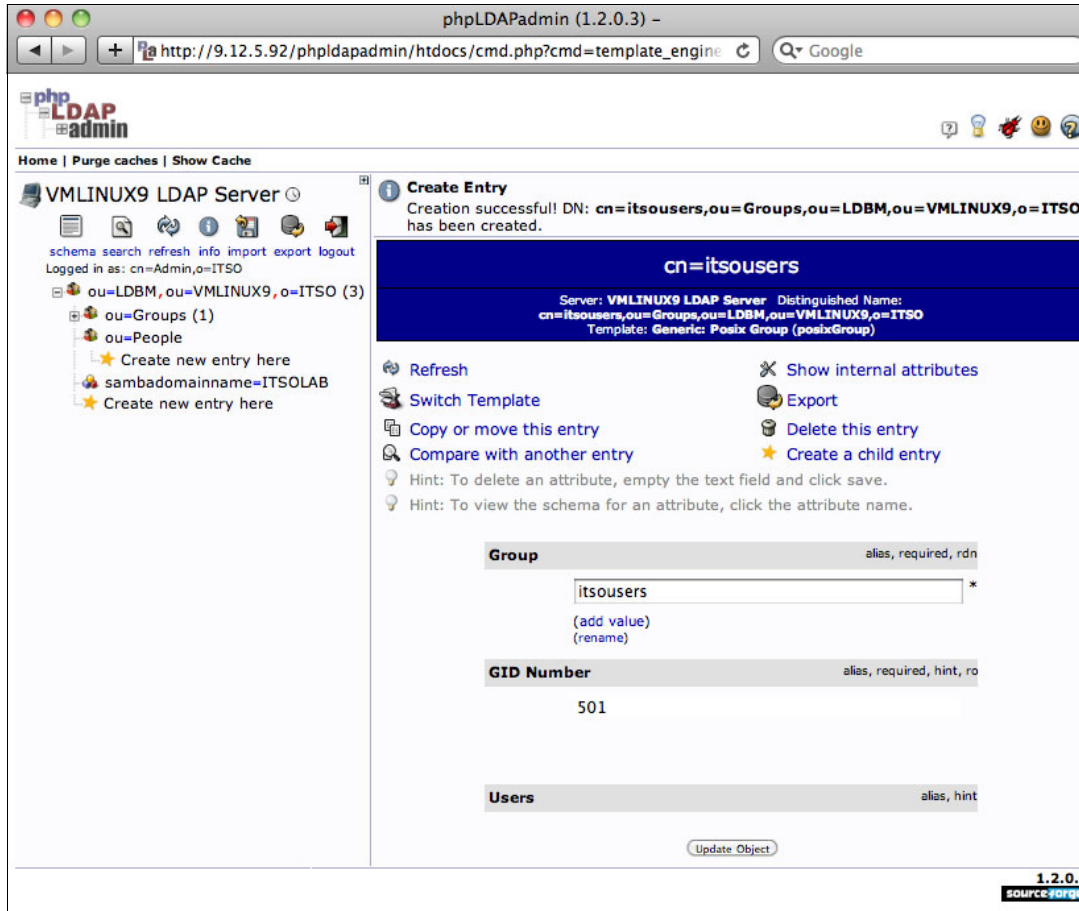 phpLDAPadmin (1.2.0.3) –
http://9.12.5.92/phpldapadmin/htdocs/cmd.php?cmd=template_engine
Google
php
LDAP
admin
Home | Purge caches | Show Cache
VMLINUX9 LDAP Server
schema search refresh info import export logout
Logged in as: cn=Admin,o=ITSO
ou=LDBM,ou=VMLINUX9,o=ITSO (3)
ou=Groups (1)
ou=People
Create new entry here
sambadomainname=ITSOLAB
Create new entry here
Create Entry
Creation successful! DN: cn=itsousers,ou=Groups,ou=LDBM,ou=VMLINUX9,o=ITSO
has been created.
cn=itsousers
Server: VMLINUX9 LDAP Server Distinguished Name:
cn=itsousers,ou=Groups,ou=LDBM,ou=VMLINUX9,o=ITSO
Template: Generic: Posix Group (posixGroup)
Refresh
Show internal attributes
Switch Template
Export
Copy or move this entry
Delete this entry
Compare with another entry
Create a child entry
Hint: To delete an attribute, empty the text field and click save.
Hint: To view the schema for an attribute, click the attribute name.
Group alias, required, rdn
itsousers *
(add value)
(rename)
GID Number alias, required, hint, ro
501
Users alias, hint
Update Object
1.2.0.
sourceforge